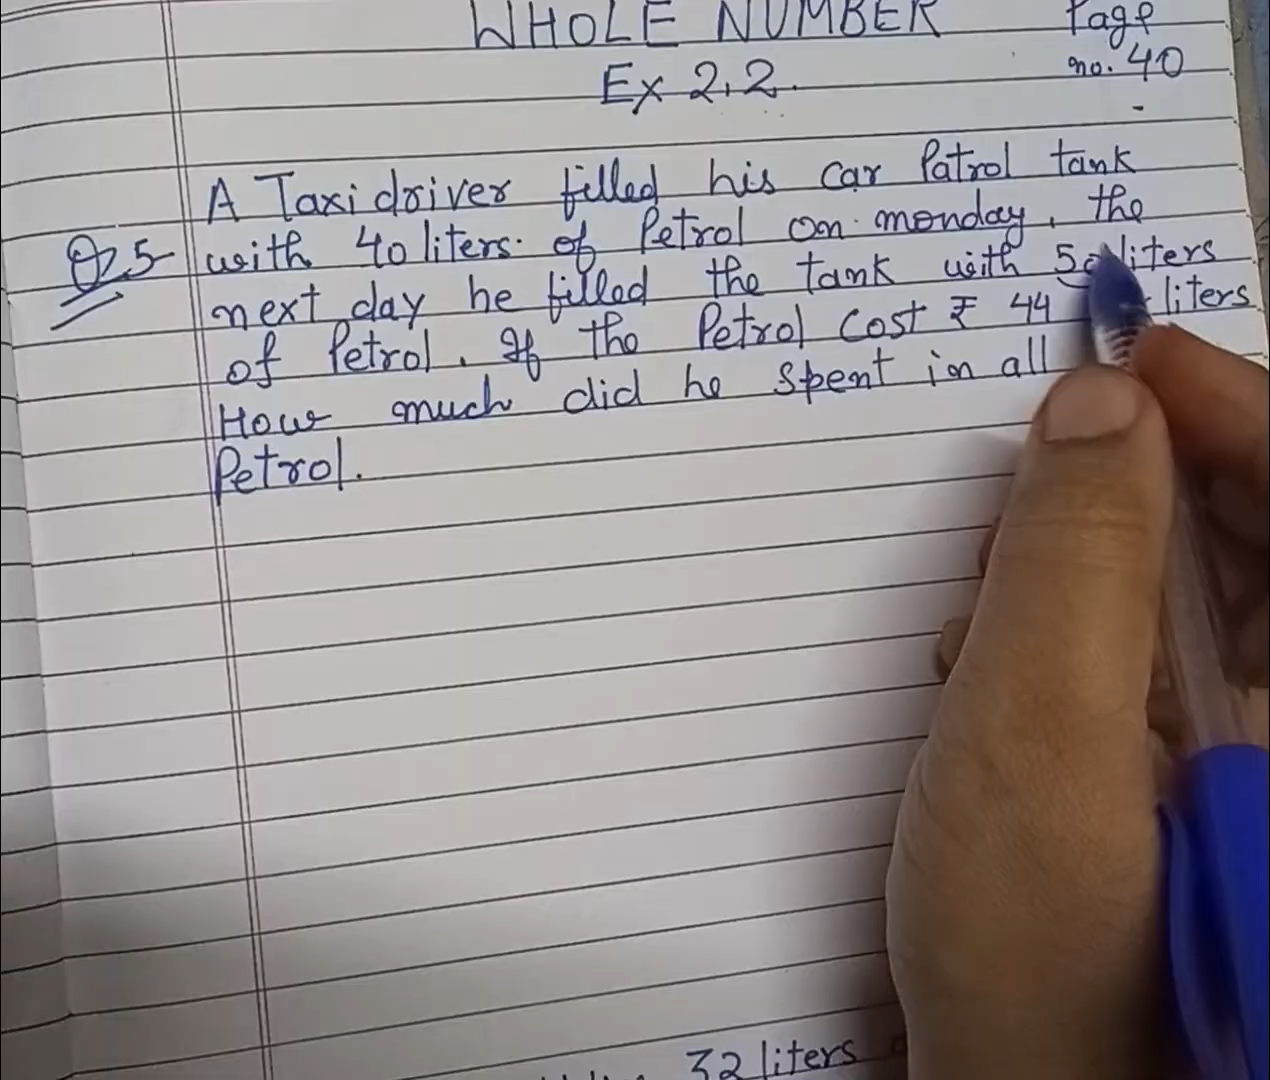 WHOLE NUMBER
Page
no. 40
Ex 2.2.
A Taxi driver filled his car Patrol tank
Q5 with 40 liters. of Petrol on monday, the
next day he filled the tank with 50 liters
of Petrol. If the Petrol cost ₹ 44 liters
How much did he spent in all
Petrol.
32 liters